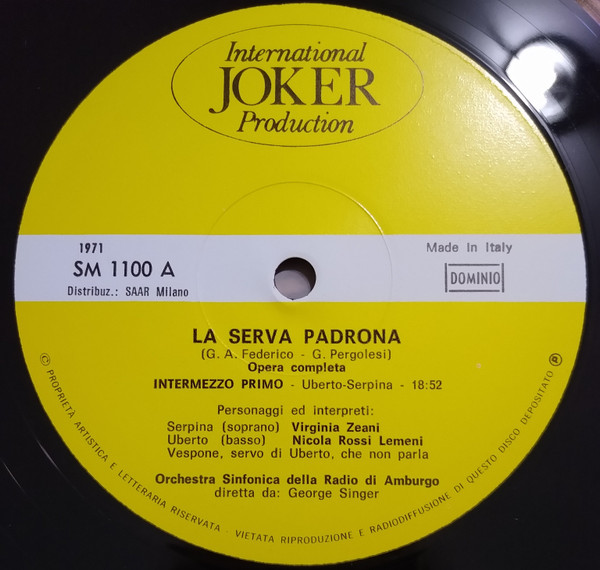 International
JOKER
Production
1971
SM 1100 A
Distribuz.: SAAR Milano
Made in Italy
DOMINIO
LA SERVA PADRONA
(G. A. Federico - G. Pergolesi)
Opera completa
INTERMEZZO PRIMO - Uberto-Serpina - 18:52
Personaggi ed interpreti:
Serpina (soprano) Virginia Zeani
Uberto (basso) Nicola Rossi Lemeni
Vespone, servo di Uberto, che non parla
Orchestra Sinfonica della Radio di Amburgo
diretta da: George Singer
© PROPRIETÀ ARTISTICA E LETTERARIA RISERVATA - VIETATA RIPRODUZIONE E RADIODIFFUSIONE DI QUESTO DISCO DEPOSITATO ℗